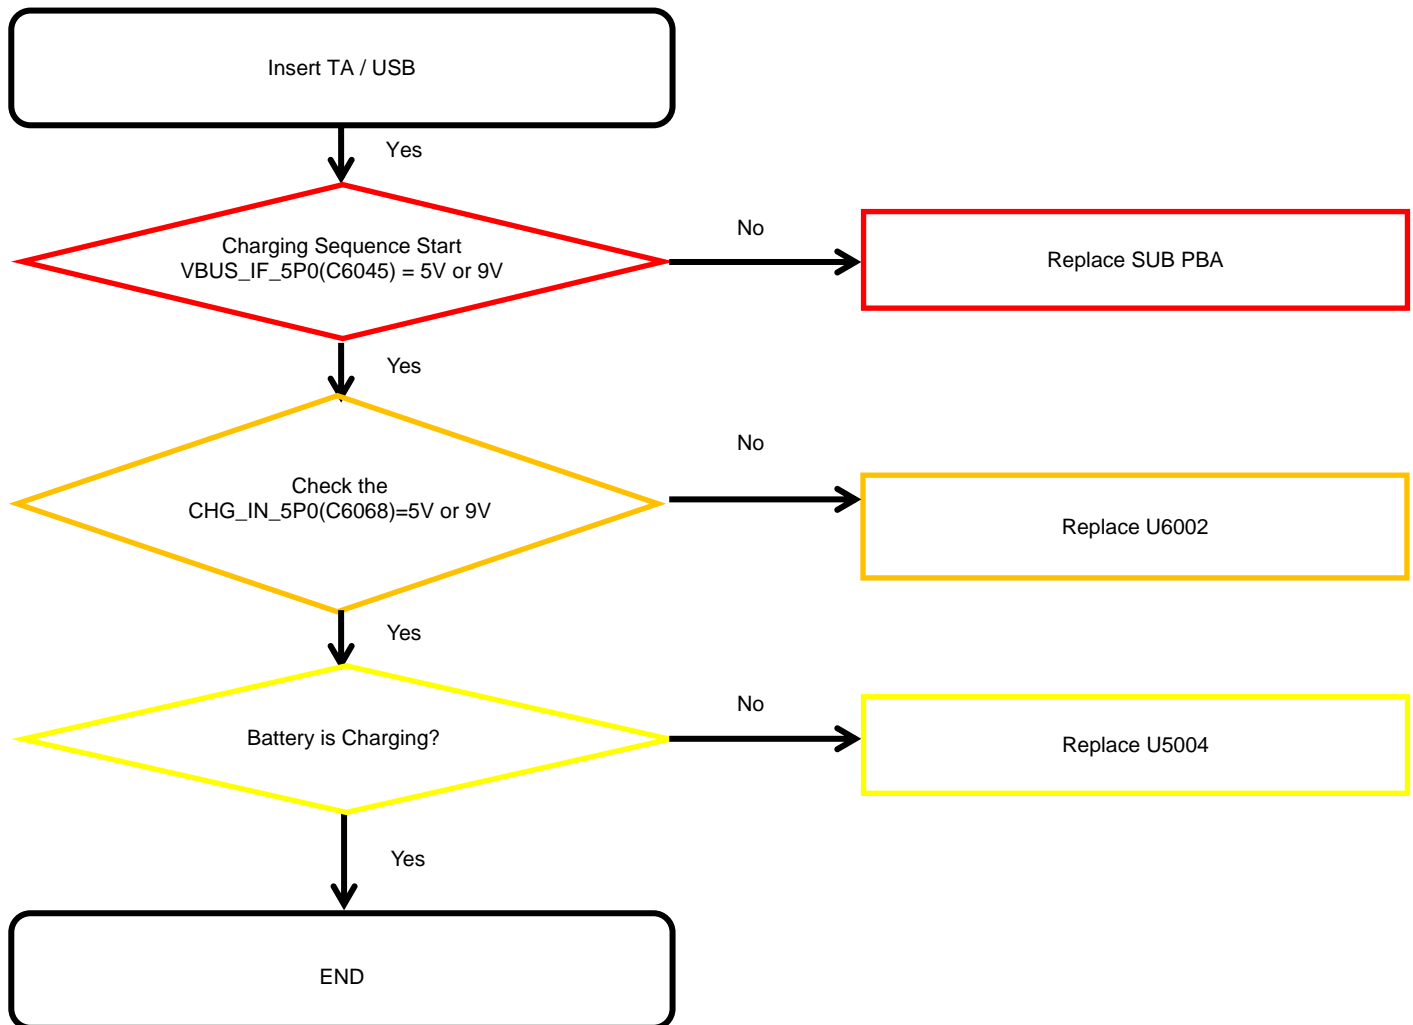 Insert TA / USB
Yes
Charging Sequence Start
VBUS_IF_5P0(C6045) = 5V or 9V
No
Replace SUB PBA
Yes
Check the
CHG_IN_5P0(C6068)=5V or 9V
No
Replace U6002
Yes
Battery is Charging?
No
Replace U5004
Yes
END